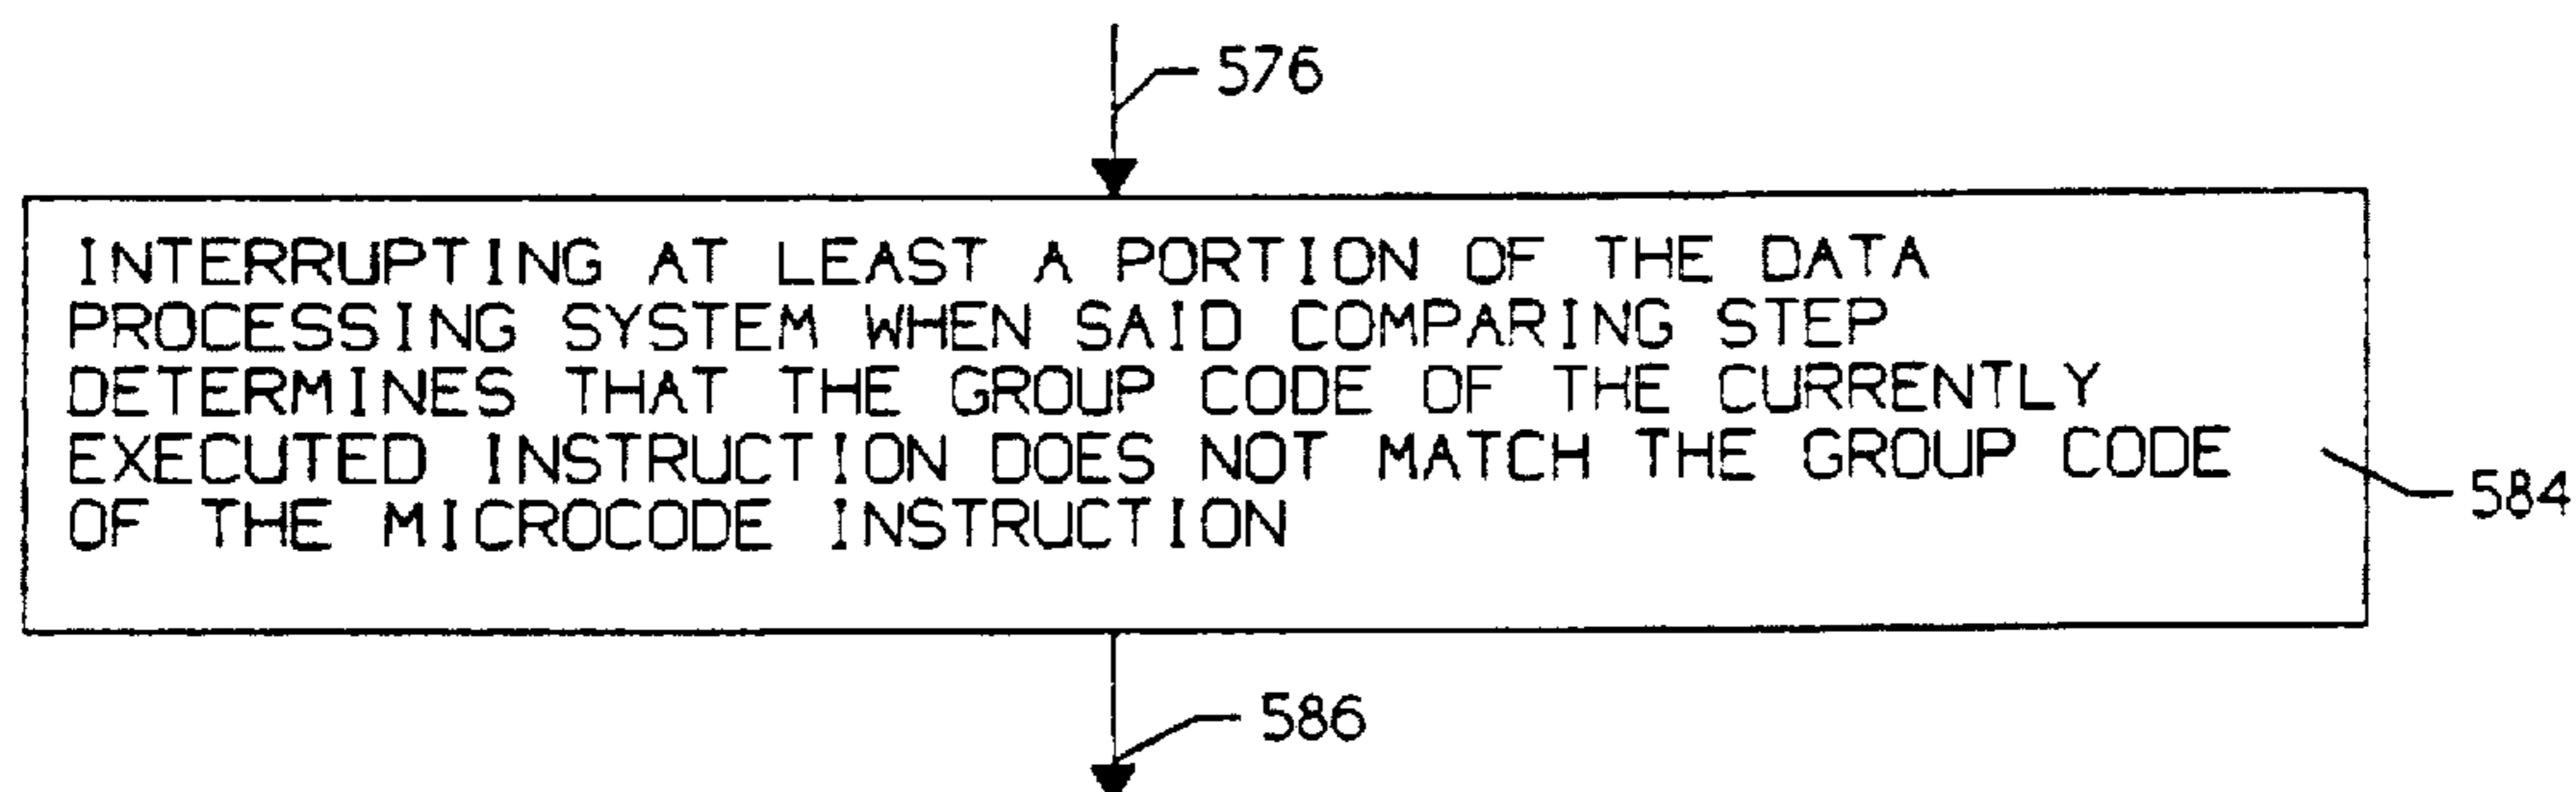 576
INTERRUPTING AT LEAST A PORTION OF THE DATA
PROCESSING SYSTEM WHEN SAID COMPARING STEP
DETERMINES THAT THE GROUP CODE OF THE CURRENTLY
EXECUTED INSTRUCTION DOES NOT MATCH THE GROUP CODE
OF THE MICROCODE INSTRUCTION
584
586